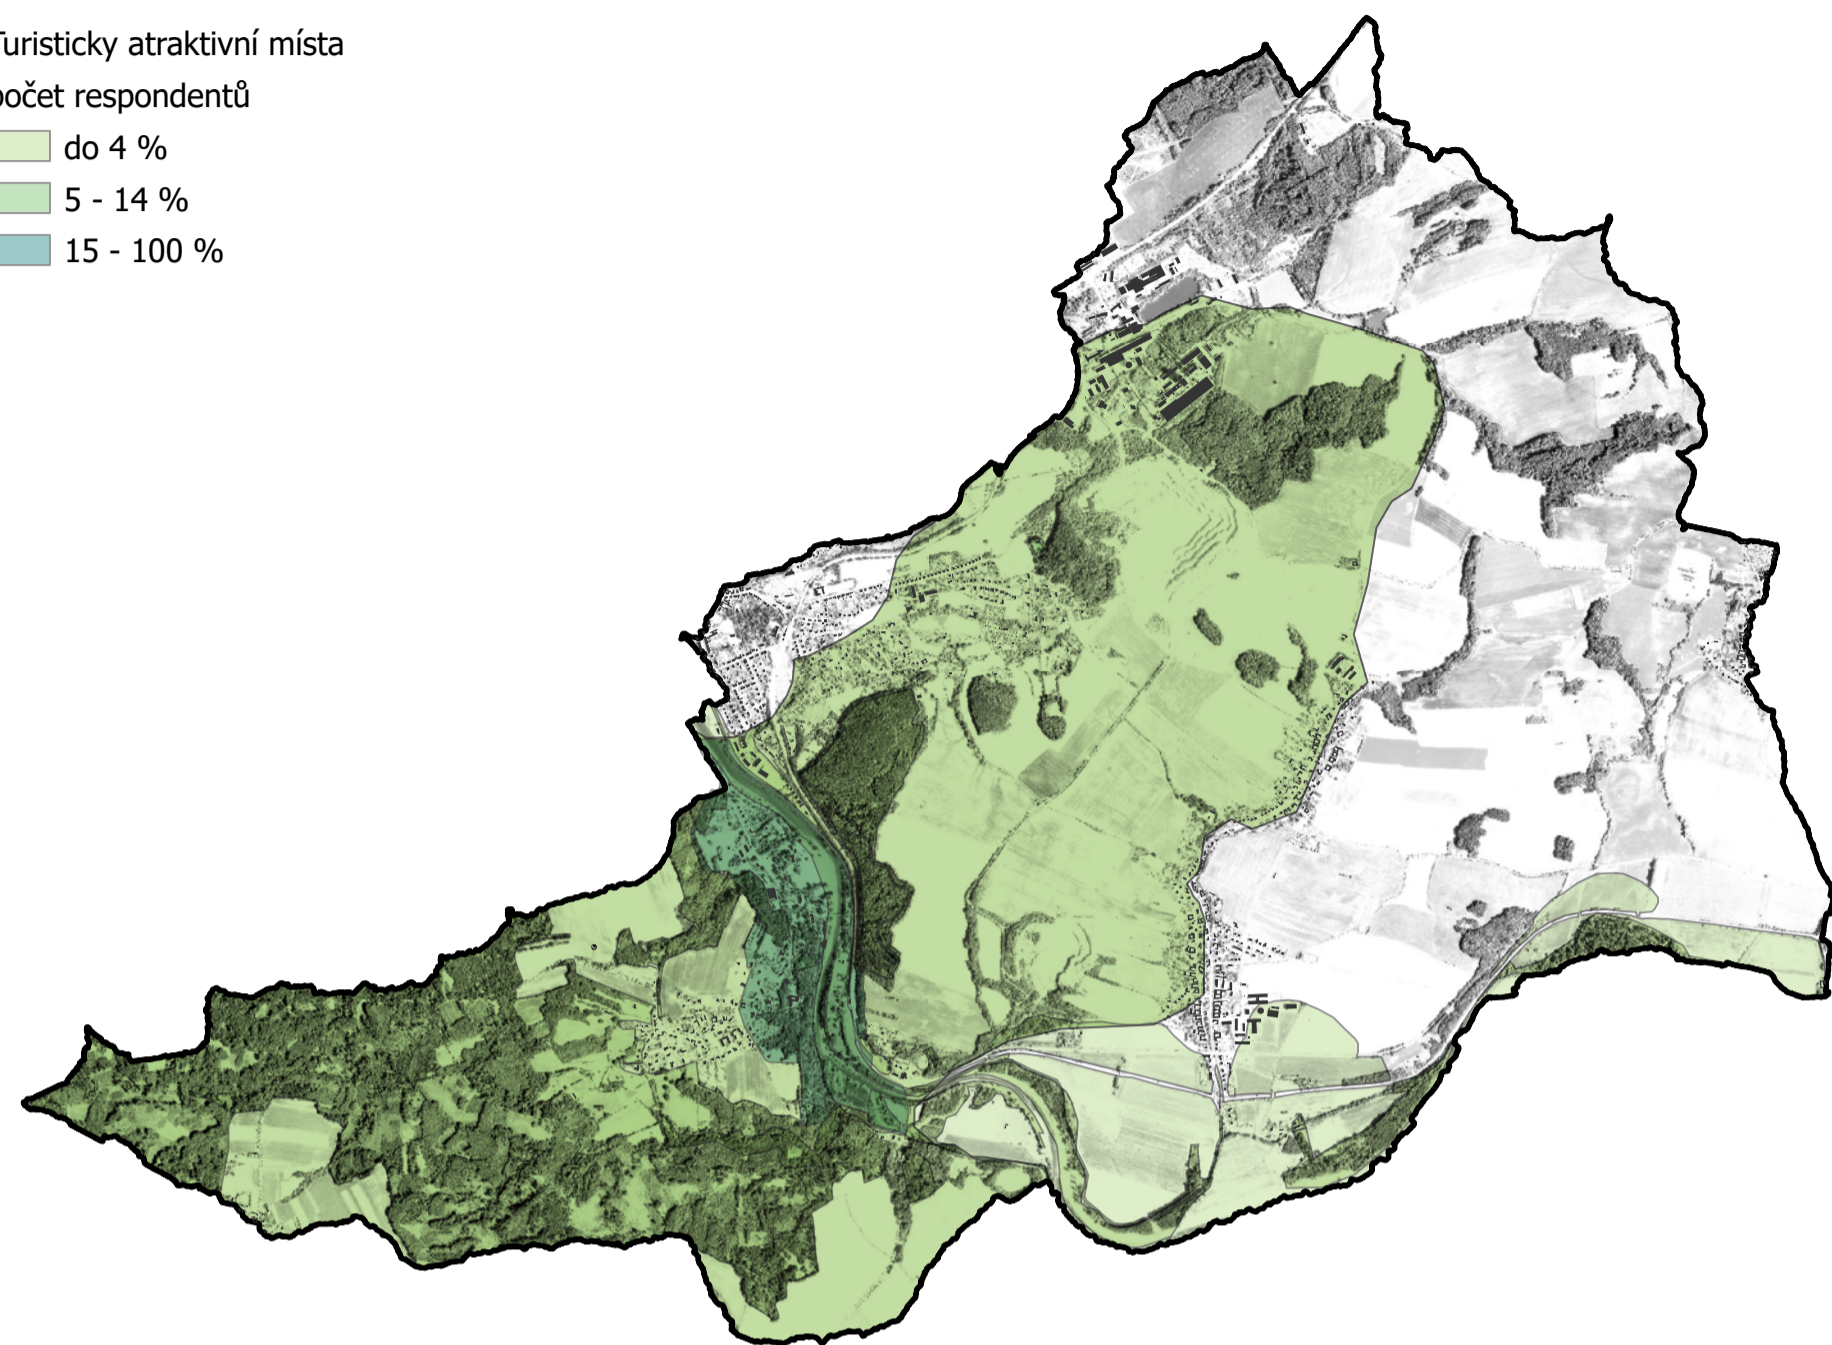 Turisticky atraktivní místa
počet respondentů
do 4 %
5 - 14 %
15 - 100 %